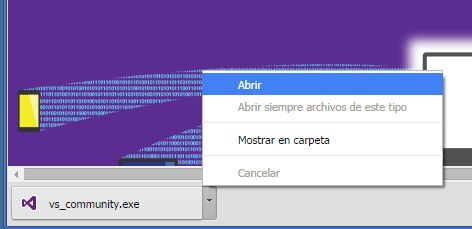 Abrir
Abrir siempre archivos de este tipo
Mostrar en carpeta
Cancelar
vs_community.exe